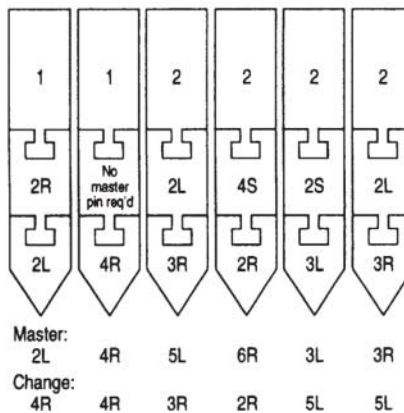 1 1 2 2 2 2
2R No master pin req'd 2L 4S 2S 2L
2L 4R 3R 2R 3L 3R
Master:
2L 4R 5L 6R 3L 3R
Change:
4R 4R 3R 2R 5L 5L